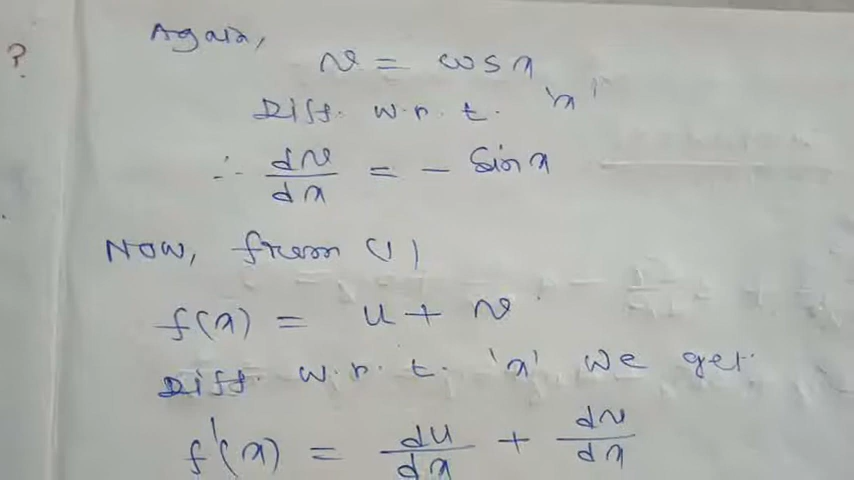 ?
Again,
v = cos x
Diff. w.r.t. 'x'
∴ dv/dx = - Sin x
Now, from (1)
f(x) = u + v
Diff. w.r.t. 'x' we get
f'(x) = du/dx + dv/dx